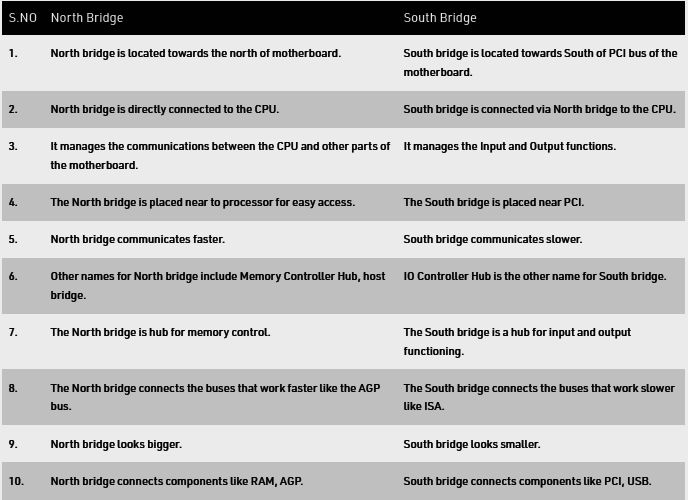 S.NO North Bridge South Bridge
1. North bridge is located towards the north of motherboard. South bridge is located towards South of PCI bus of the
motherboard.
2. North bridge is directly connected to the CPU. South bridge is connected via North bridge to the CPU.
3. It manages the communications between the CPU and other parts of It manages the Input and Output functions.
the motherboard.
4. The North bridge is placed near to processor for easy access. The South bridge is placed near PCI.
5. North bridge communicates faster. South bridge communicates slower.
6. Other names for North bridge include Memory Controller Hub, host IO Controller Hub is the other name for South bridge.
bridge.
7. The North bridge is hub for memory control. The South bridge is a hub for input and output
functioning.
8. The North bridge connects the buses that work faster like the AGP The South bridge connects the buses that work slower
bus. like ISA.
9. North bridge looks bigger. South bridge looks smaller.
10. North bridge connects components like RAM, AGP. South bridge connects components like PCI, USB.